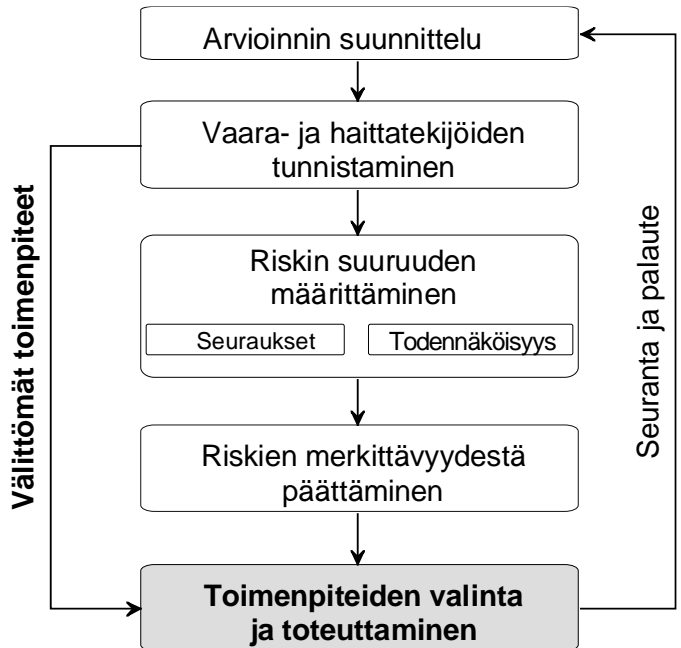 Arvioinnin suunnittelu
Vaara- ja haittatekijöiden
tunnistaminen
Riskin suuruuden
määrittäminen
Seuraukset
Todennäköisyys
Riskien merkittävyydestä
päättäminen
Toimenpiteiden valinta
ja toteuttaminen
Välittömät toimenpiteet
Seuranta ja palaute